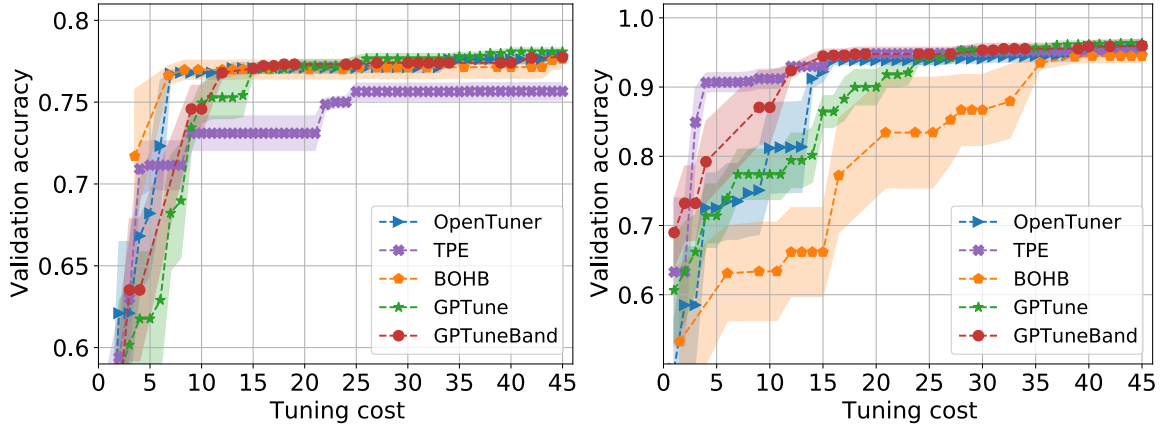 0.8
0.75
0.7
0.65
0.6
Validation accuracy
0 5 10 15 20 25 30 35 40 45
Tuning cost
OpenTuner
TPE
BOHB
GPTune
GPTuneBand
1.0
0.9
0.8
0.7
0.6
Validation accuracy
0 5 10 15 20 25 30 35 40 45
Tuning cost
OpenTuner
TPE
BOHB
GPTune
GPTuneBand